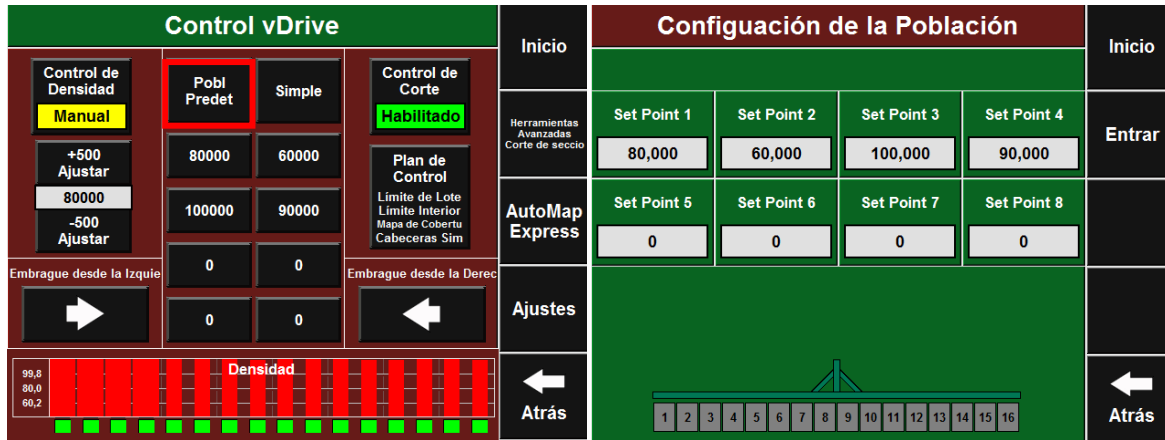 Control vDrive
Inicio
Control de
Densidad
Manual
Pobl
Predet
Simple
Control de
Corte
Habilitado
Herramientas
Avanzadas
Corte de seccio
+500
Ajustar
80000
-500
Ajustar
80000
60000
100000
90000
0
0
0
0
Plan de
Control
Límite de Lote
Límite Interior
Mapa de Cobertu
Cabeceras Sim
AutoMap
Express
Embrague desde la Izquie
Embrague desde la Derec
Ajustes
Densidad
99,8
80,0
60,2
Atrás
Configuación de la Población
Inicio
Set Point 1
Set Point 2
Set Point 3
Set Point 4
80,000
60,000
100,000
90,000
Entrar
Set Point 5
Set Point 6
Set Point 7
Set Point 8
0
0
0
0
1 2 3 4 5 6 7 8 9 10 11 12 13 14 15 16
Atrás